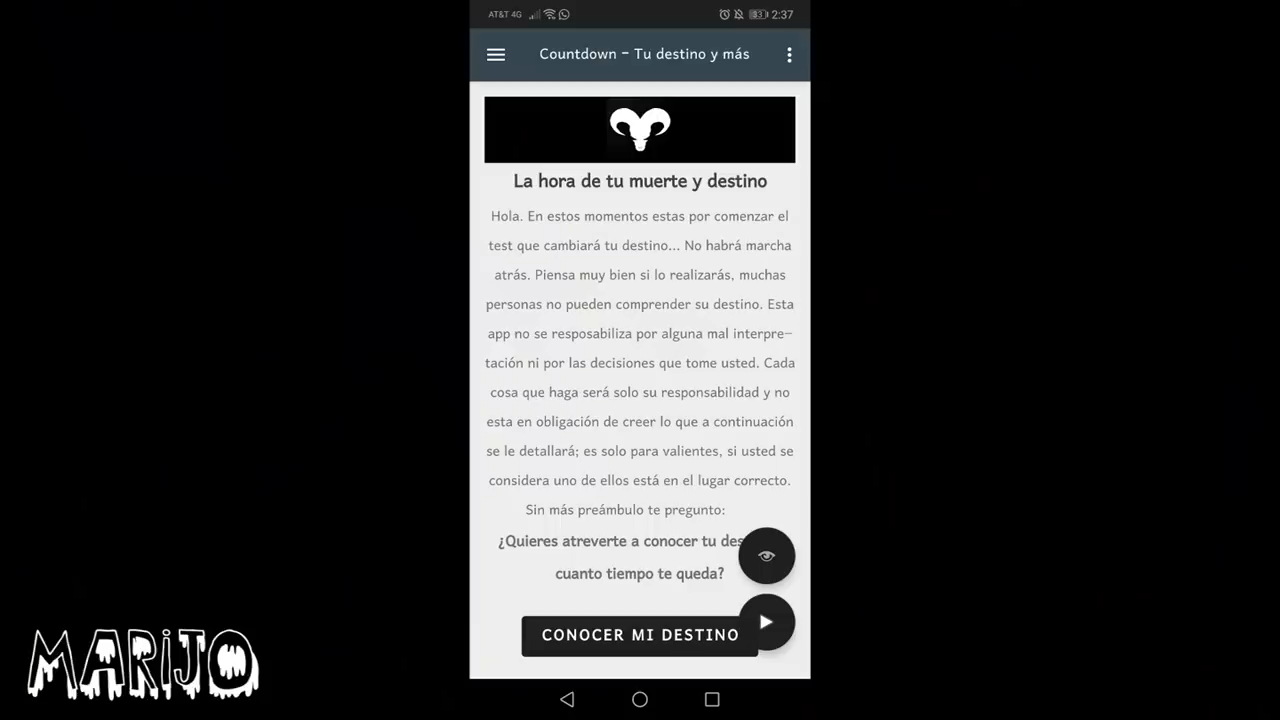 AT&T 4G 93 2:37
Countdown - Tu destino y más
La hora de tu muerte y destino
Hola. En estos momentos estas por comenzar el
test que cambiará tu destino... No habrá marcha
atrás. Piensa muy bien si lo realizarás, muchas
personas no pueden comprender su destino. Esta
app no se resposabiliza por alguna mal interpre-
tación ni por las decisiones que tome usted. Cada
cosa que haga será solo su responsabilidad y no
esta en obligación de creer lo que a continuación
se le detallará; es solo para valientes, si usted se
considera uno de ellos está en el lugar correcto.
Sin más preámbulo te pregunto:
¿Quieres atreverte a conocer tu des
cuanto tiempo te queda?
CONOCER MI DESTINO
MARiJO